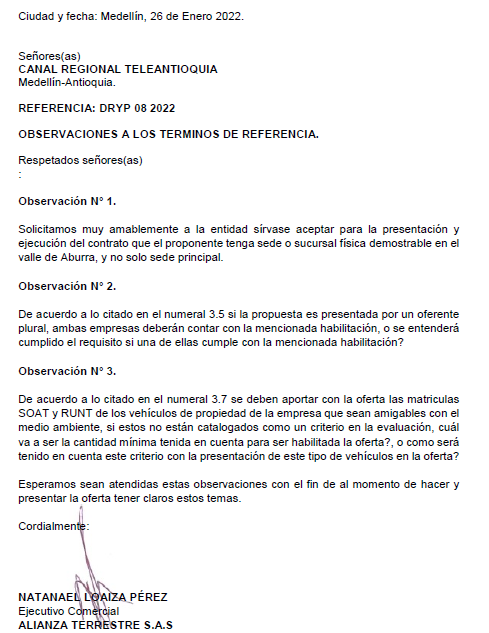 Ciudad y fecha: Medellín, 26 de Enero 2022.
Señores(as)
CANAL REGIONAL TELEANTIOQUIA
Medellín-Antioquia.
REFERENCIA: DRYP 08 2022
OBSERVACIONES A LOS TERMINOS DE REFERENCIA.
Respetados señores(as)
:
Observación N° 1.
Solicitamos muy amablemente a la entidad sírvase aceptar para la presentación y
ejecución del contrato que el proponente tenga sede o sucursal física demostrable en el
valle de Aburra, y no solo sede principal.
Observación N° 2.
De acuerdo a lo citado en el numeral 3.5 si la propuesta es presentada por un oferente
plural, ambas empresas deberán contar con la mencionada habilitación, o se entenderá
cumplido el requisito si una de ellas cumple con la mencionada habilitación?
Observación N° 3.
De acuerdo a lo citado en el numeral 3.7 se deben aportar con la oferta las matriculas
SOAT y RUNT de los vehículos de propiedad de la empresa que sean amigables con el
medio ambiente, si estos no están catalogados como un criterio en la evaluación, cuál
va a ser la cantidad mínima tenida en cuenta para ser habilitada la oferta?, o como será
tenido en cuenta este criterio con la presentación de este tipo de vehículos en la oferta?
Esperamos sean atendidas estas observaciones con el fin de al momento de hacer y
presentar la oferta tener claros estos temas.
Cordialmente:
NATANAEL LOAIZA PÉREZ
Ejecutivo Comercial
ALIANZA TERRESTRE S.A.S